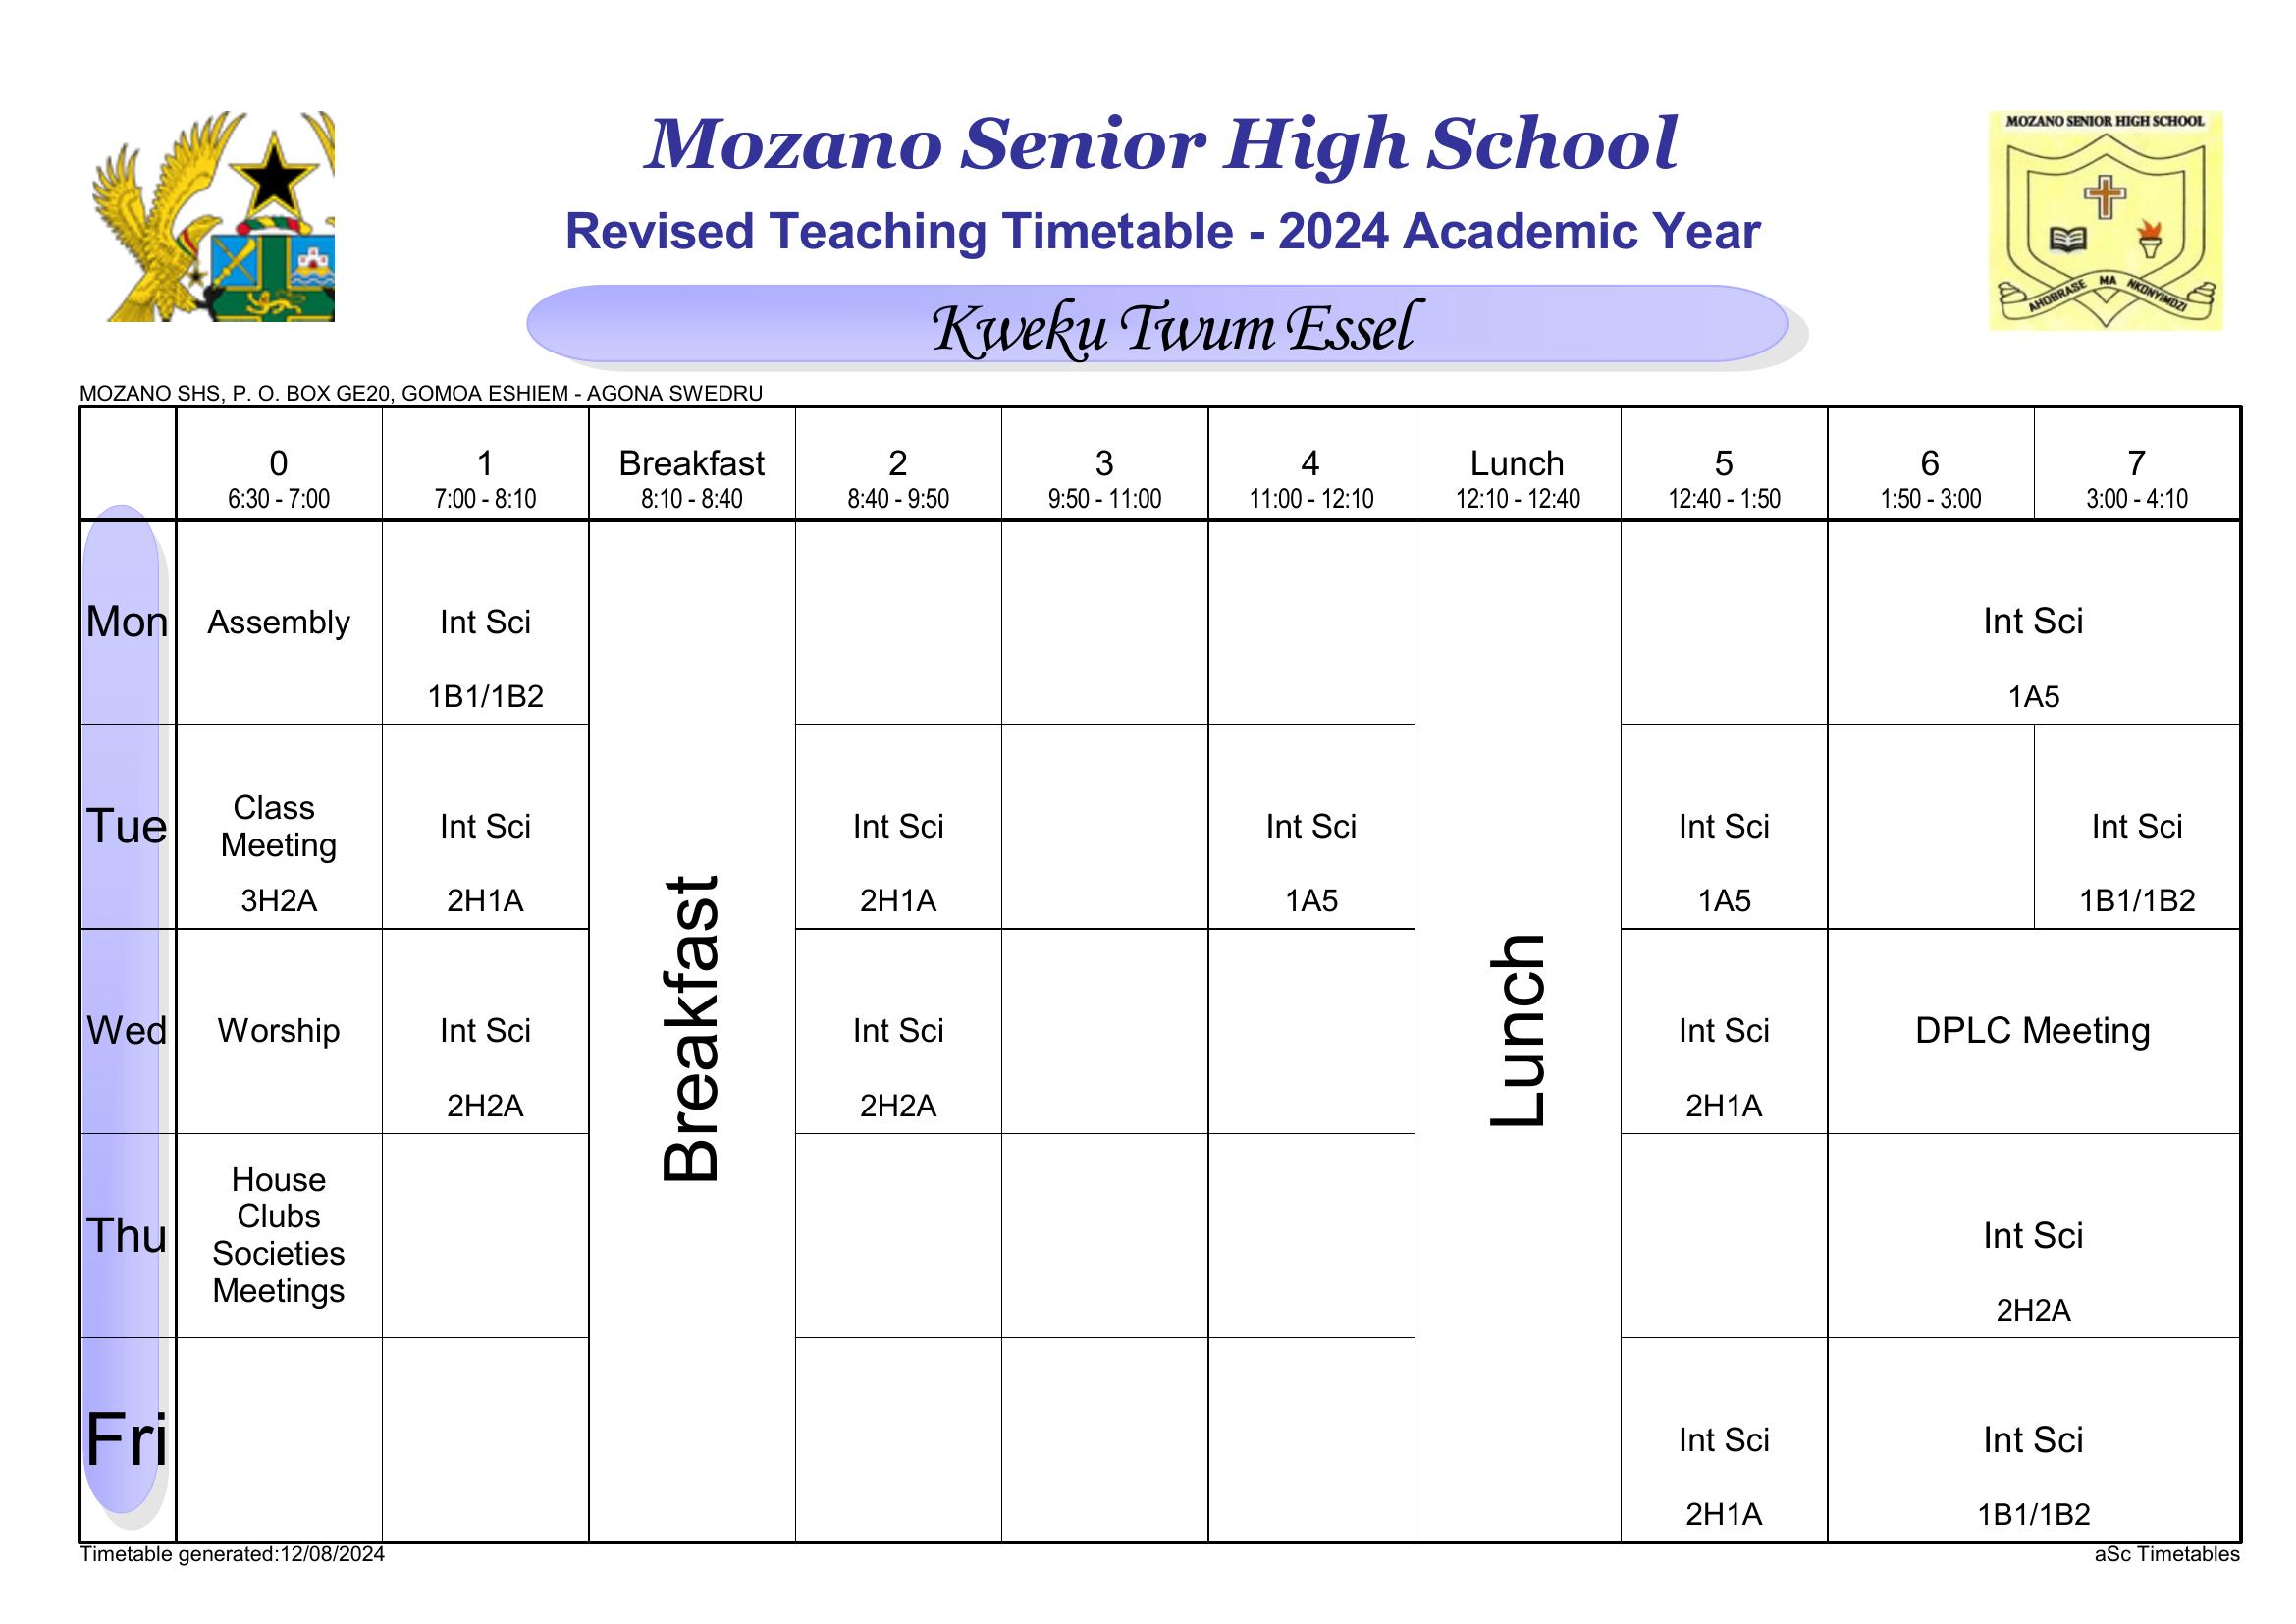 MOZANO SENIOR HIGH SCHOOL
AHOBRASE MA NKONYIMDZI
Mozano Senior High School
Revised Teaching Timetable - 2024 Academic Year
Kweku Twum Essel
MOZANO SHS, P. O. BOX GE20, GOMOA ESHIEM - AGONA SWEDRU
0 1 Breakfast 2 3 4 Lunch 5 6 7
6:30 - 7:00 7:00 - 8:10 8:10 - 8:40 8:40 - 9:50 9:50 - 11:00 11:00 - 12:10 12:10 - 12:40 12:40 - 1:50 1:50 - 3:00 3:00 - 4:10
Breakfast
Lunch
Mon Assembly Int Sci Int Sci
1B1/1B2 1A5
Class
Tue Int Sci Int Sci Int Sci Int Sci Int Sci
Meeting
3H2A 2H1A 2H1A 1A5 1A5 1B1/1B2
Wed Worship Int Sci Int Sci Int Sci DPLC Meeting
2H2A 2H2A 2H1A
House
Clubs
Thu Int Sci
Societies
Meetings
2H2A
Fri Int Sci Int Sci
2H1A 1B1/1B2
Timetable generated:12/08/2024 aSc Timetables